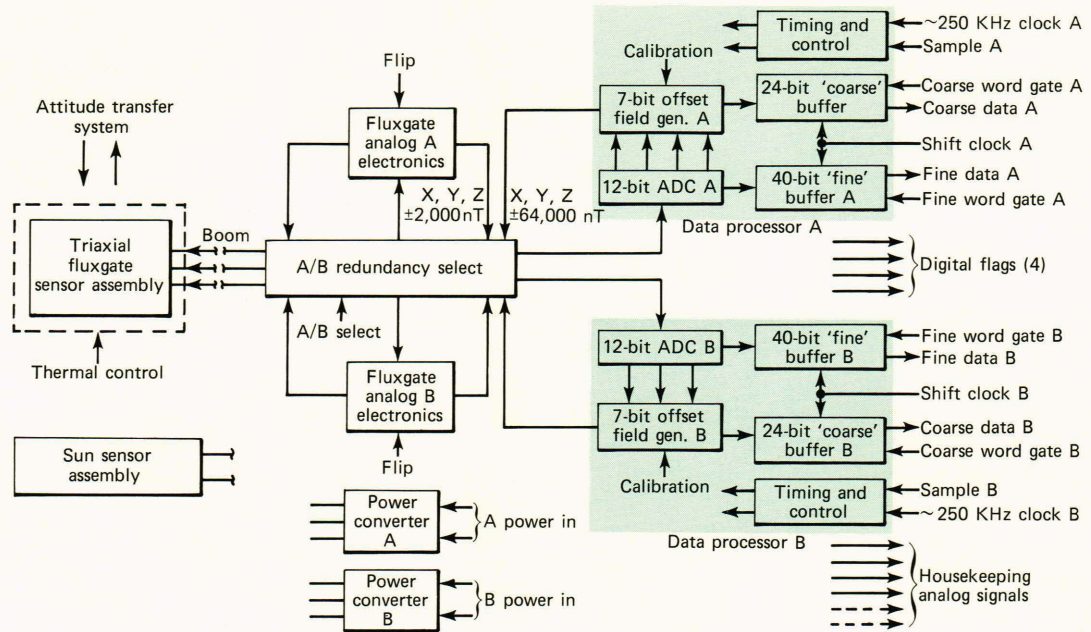 Attitude transfer
system
Triaxial
fluxgate
sensor assembly
Thermal control
Boom
Sun sensor
assembly
Flip
Fluxgate
analog A
electronics
X, Y, Z
±2,000nT
X, Y, Z
±64,000 nT
A/B redundancy select
A/B select
Fluxgate
analog B
electronics
Flip
Power
converter
A
A power in
Power
converter
B
B power in
Timing and
control
~250 KHz clock A
Sample A
Calibration
7-bit offset
field gen. A
24-bit 'coarse'
buffer
Coarse word gate A
Coarse data A
Shift clock A
12-bit ADC A
40-bit 'fine'
buffer A
Fine data A
Fine word gate A
Data processor A
Digital flags (4)
12-bit ADC B
40-bit 'fine'
buffer B
Fine word gate B
Fine data B
Shift clock B
7-bit offset
field gen. B
24-bit 'coarse'
buffer B
Coarse data B
Coarse word gate B
Calibration
Timing and
control
Sample B
~ 250 KHz clock B
Data processor B
Housekeeping
analog signals